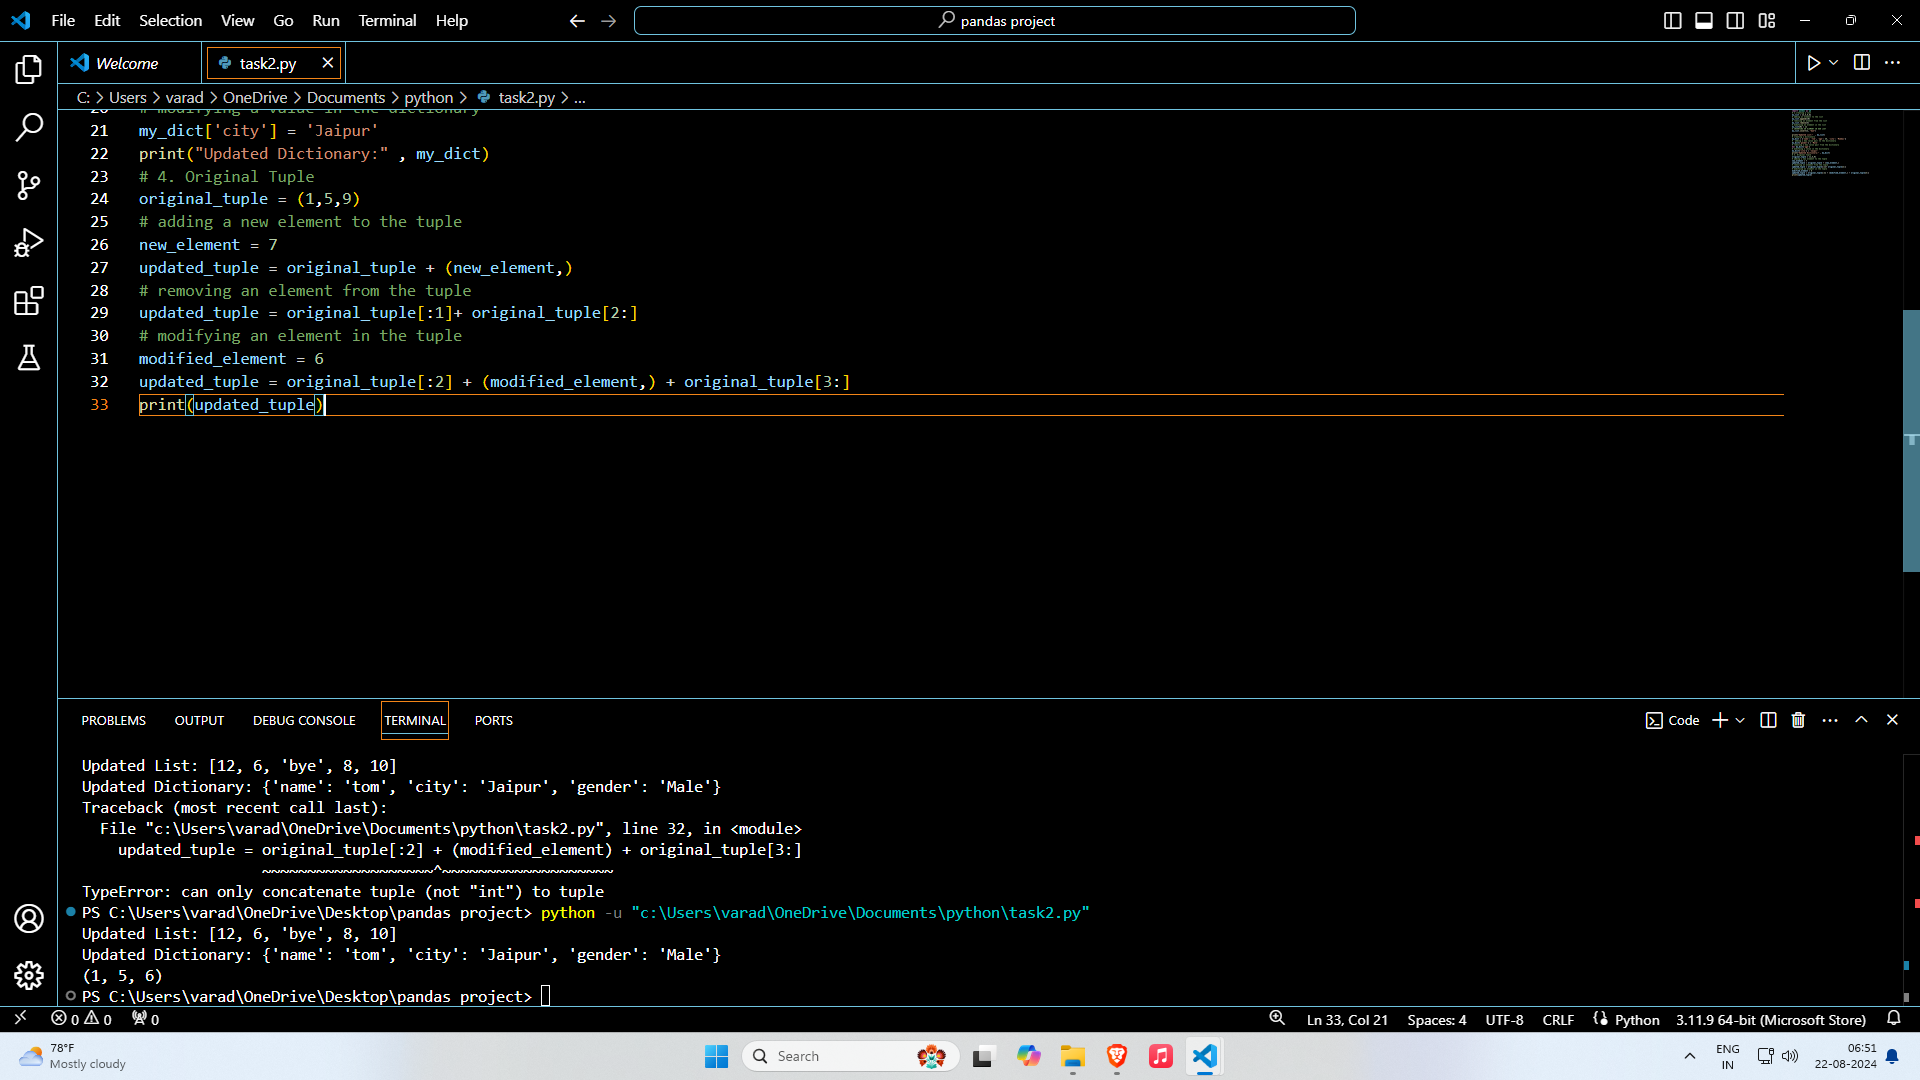 File Edit Selection View Go Run Terminal Help
pandas project
Welcome
task2.py
C: > Users > varad > OneDrive > Documents > python > task2.py > ...
20 # modifying a value in the dictionary
21 my_dict['city'] = 'Jaipur'
22 print("Updated Dictionary:" , my_dict)
23 # 4. Original Tuple
24 original_tuple = (1,5,9)
25 # adding a new element to the tuple
26 new_element = 7
27 updated_tuple = original_tuple + (new_element,)
28 # removing an element from the tuple
29 updated_tuple = original_tuple[:1]+ original_tuple[2:]
30 # modifying an element in the tuple
31 modified_element = 6
32 updated_tuple = original_tuple[:2] + (modified_element,) + original_tuple[3:]
33 print(updated_tuple)
PROBLEMS OUTPUT DEBUG CONSOLE TERMINAL PORTS
Code
Updated List: [12, 6, 'bye', 8, 10]
Updated Dictionary: {'name': 'tom', 'city': 'Jaipur', 'gender': 'Male'}
Traceback (most recent call last):
File "c:\Users\varad\OneDrive\Documents\python\task2.py", line 32, in <module>
updated_tuple = original_tuple[:2] + (modified_element) + original_tuple[3:]
~~~~~~~~~~~~~~~~~~~^~~~~~~~~~~~~~~~~~~~
TypeError: can only concatenate tuple (not "int") to tuple
PS C:\Users\varad\OneDrive\Desktop\pandas project> python -u "c:\Users\varad\OneDrive\Documents\python\task2.py"
Updated List: [12, 6, 'bye', 8, 10]
Updated Dictionary: {'name': 'tom', 'city': 'Jaipur', 'gender': 'Male'}
(1, 5, 6)
PS C:\Users\varad\OneDrive\Desktop\pandas project>
0 0 0
Ln 33, Col 21 Spaces: 4 UTF-8 CRLF Python 3.11.9 64-bit (Microsoft Store)
78°F
Mostly cloudy
Search
ENG
IN
06:51
22-08-2024